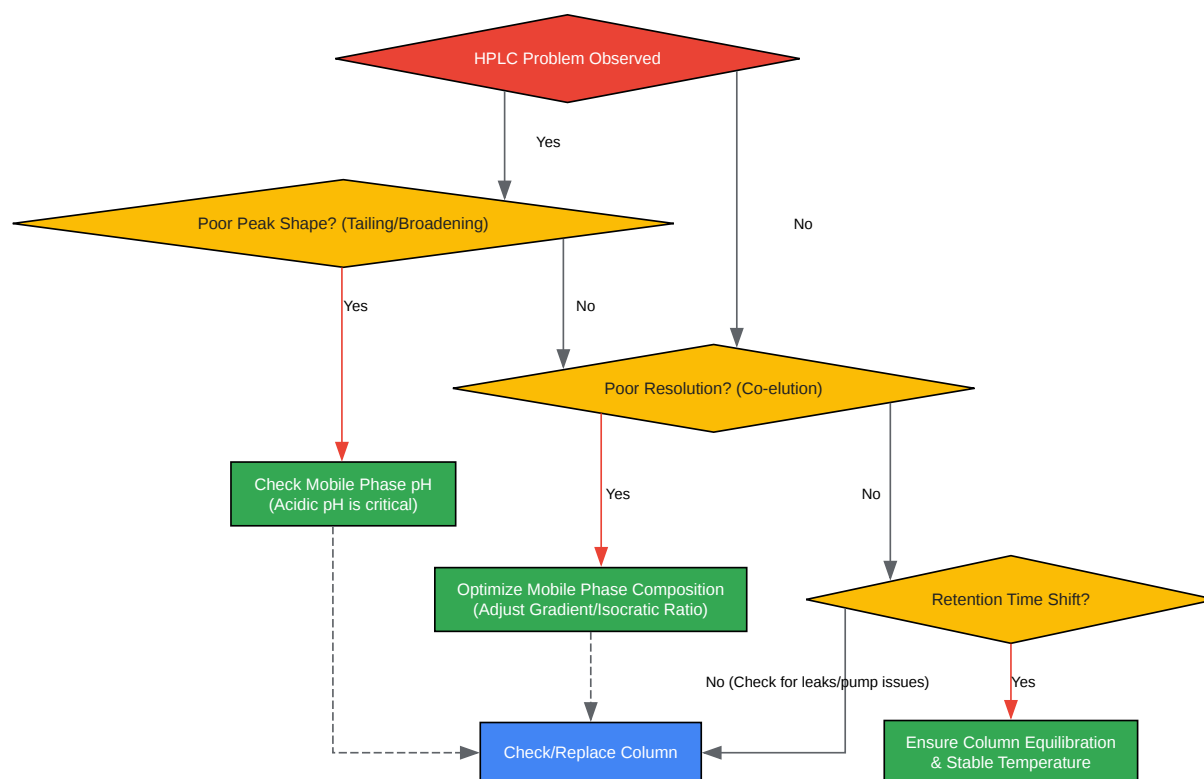 HPLC Problem Observed
Yes
Poor Peak Shape? (Tailing/Broadening)
No
Yes
No
Poor Resolution? (Co-elution)
Check Mobile Phase pH
(Acidic pH is critical)
Yes
No
Optimize Mobile Phase Composition
(Adjust Gradient/Isocratic Ratio)
Retention Time Shift?
No (Check for leaks/pump issues)
Yes
Check/Replace Column
Ensure Column Equilibration
& Stable Temperature